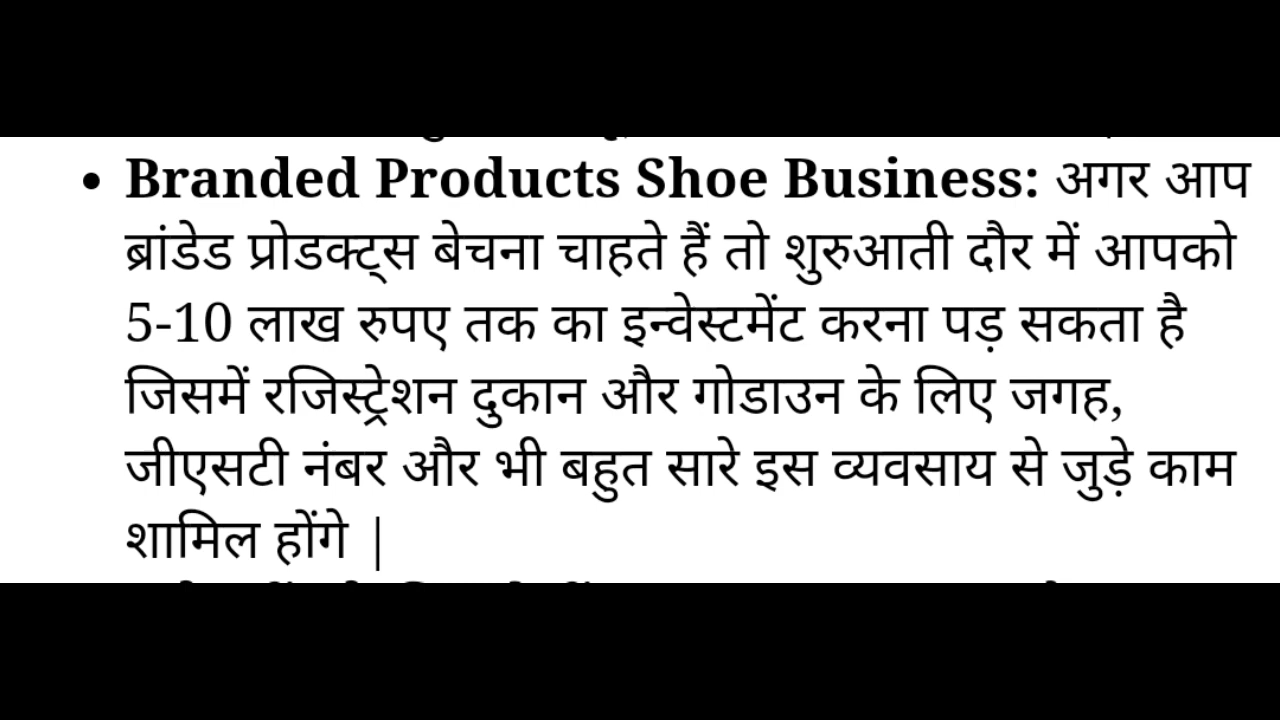 • Branded Products Shoe Business: अगर आप
ब्रांडेड प्रोडक्ट्स बेचना चाहते हैं तो शुरुआती दौर में आपको
5-10 लाख रुपए तक का इन्वेस्टमेंट करना पड़ सकता है
जिसमें रजिस्ट्रेशन दुकान और गोडाउन के लिए जगह,
जीएसटी नंबर और भी बहुत सारे इस व्यवसाय से जुड़े काम
शामिल होंगे |